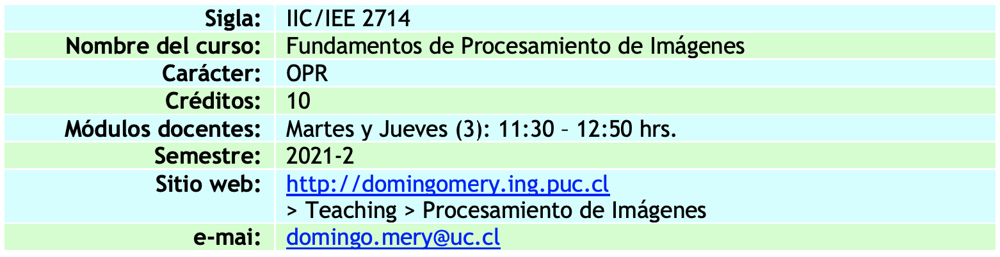 Sigla: IIC/IEE 2714
Nombre del curso: Fundamentos de Procesamiento de Imágenes
Carácter: OPR
Créditos: 10
Módulos docentes: Martes y Jueves (3): 11:30 – 12:50 hrs.
Semestre: 2021-2
Sitio web: http://domingomery.ing.puc.cl
> Teaching > Procesamiento de Imágenes
e-mai: domingo.mery@uc.cl